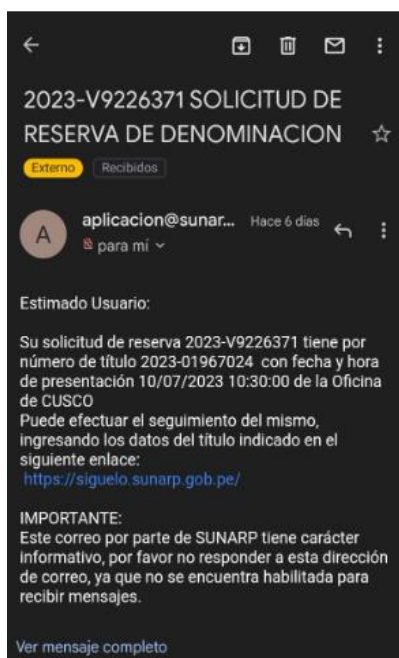 2023-V9226371 SOLICITUD DE
RESERVA DE DENOMINACION
Externo Recibidos
A
aplicacion@sunar... Hace 6 días
para mí
Estimado Usuario:
Su solicitud de reserva 2023-V9226371 tiene por
número de título 2023-01967024 con fecha y hora
de presentación 10/07/2023 10:30:00 de la Oficina
de CUSCO
Puede efectuar el seguimiento del mismo,
ingresando los datos del título indicado en el
siguiente enlace:
https://siguelo.sunarp.gob.pe/
IMPORTANTE:
Este correo por parte de SUNARP tiene carácter
informativo, por favor no responder a esta dirección
de correo, ya que no se encuentra habilitada para
recibir mensajes.
Ver mensaje completo